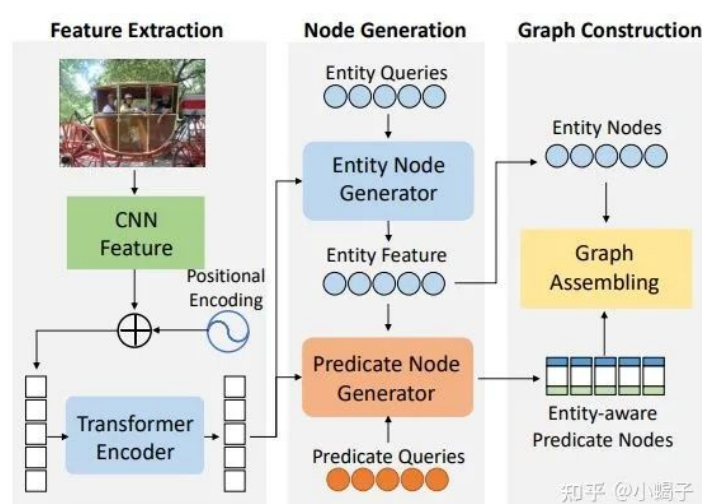 Feature Extraction
Node Generation
Graph Construction
Entity Queries
Entity Nodes
Entity Node
Generator
CNN
Feature
Graph
Assembling
Positional
Encoding
Entity Feature
Predicate Node
Generator
Transformer
Encoder
Entity-aware
Predicate Nodes
Predicate Queries
知乎 @小蝎子